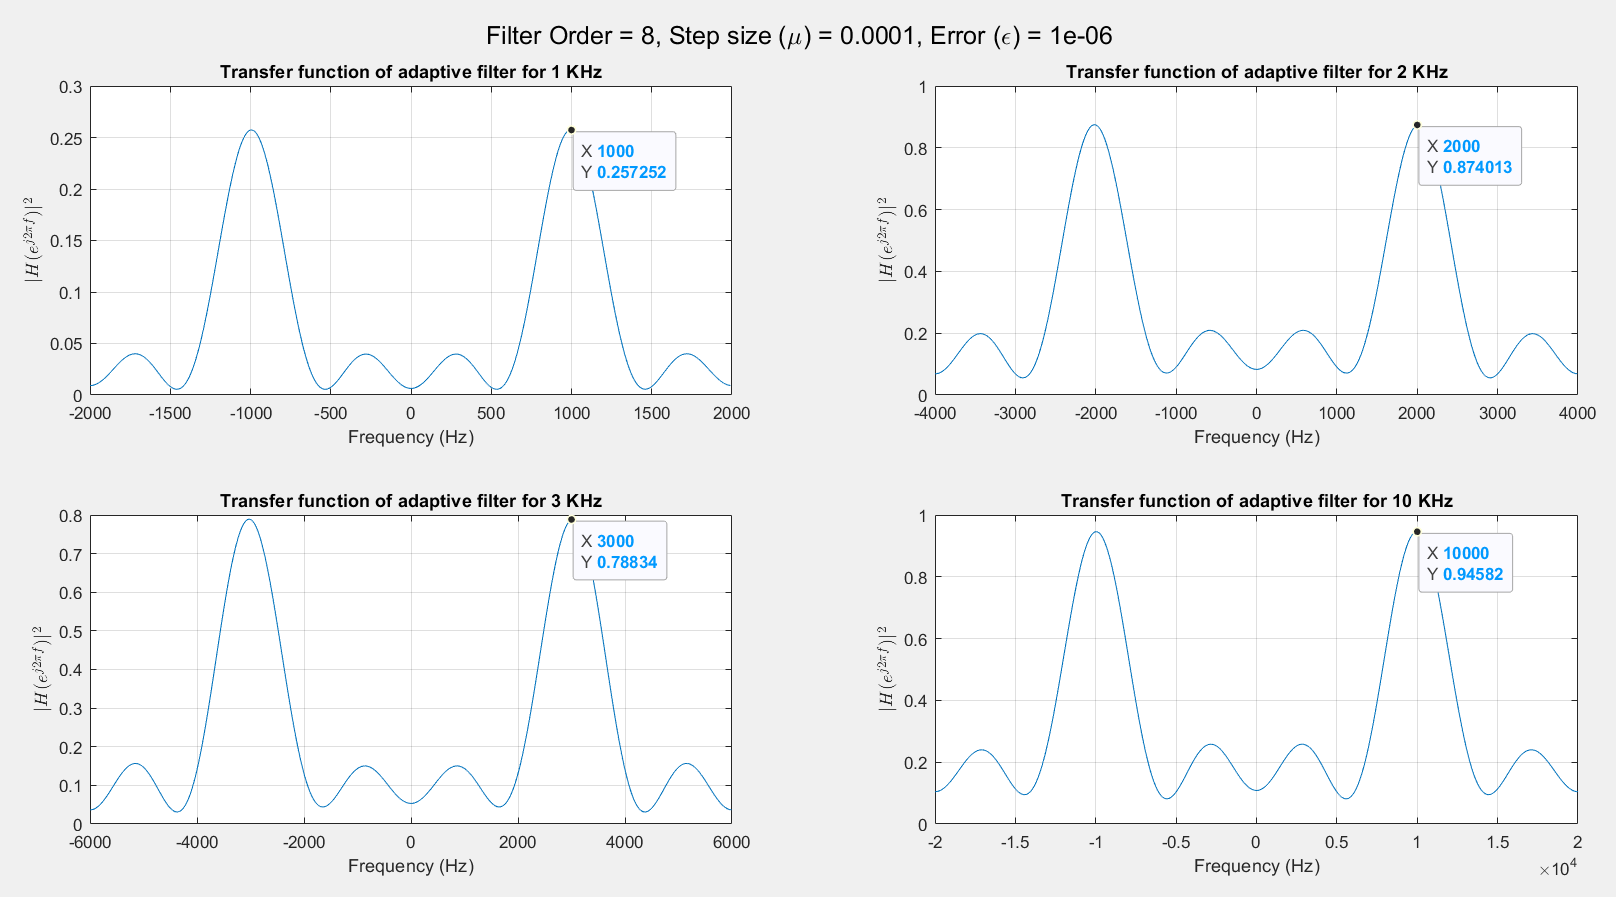 Filter Order = 8, Step size (μ) = 0.0001, Error (ϵ) = 1e-06
Transfer function of adaptive filter for 1 KHz
0.3
0.25
0.2
0.15
0.1
0.05
0
|H(e^{j2πf})|^2
X 1000
Y 0.257252
-2000 -1500 -1000 -500 0 500 1000 1500 2000
Frequency (Hz)
Transfer function of adaptive filter for 2 KHz
1
0.8
0.6
0.4
0.2
0
|H(e^{j2πf})|^2
X 2000
Y 0.874013
-4000 -3000 -2000 -1000 0 1000 2000 3000 4000
Frequency (Hz)
Transfer function of adaptive filter for 3 KHz
0.8
0.7
0.6
0.5
0.4
0.3
0.2
0.1
0
|H(e^{j2πf})|^2
X 3000
Y 0.78834
-6000 -4000 -2000 0 2000 4000 6000
Frequency (Hz)
Transfer function of adaptive filter for 10 KHz
1
0.8
0.6
0.4
0.2
0
|H(e^{j2πf})|^2
X 10000
Y 0.94582
-2 -1.5 -1 -0.5 0 0.5 1 1.5 2
Frequency (Hz)
×10^4